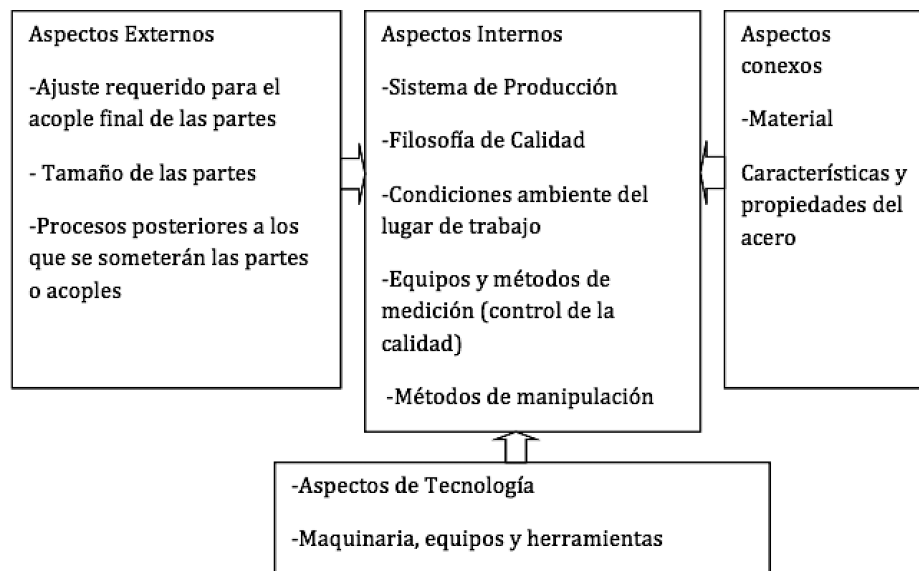 Aspectos Externos
-Ajuste requerido para el
acople final de las partes
- Tamaño de las partes
-Procesos posteriores a los
que se someterán las partes
o acoples
Aspectos Internos
-Sistema de Producción
-Filosofía de Calidad
-Condiciones ambiente del
lugar de trabajo
-Equipos y métodos de
medición (control de la
calidad)
-Métodos de manipulación
Aspectos
conexos
-Material
Características y
propiedades del
acero
-Aspectos de Tecnología
-Maquinaria, equipos y herramientas